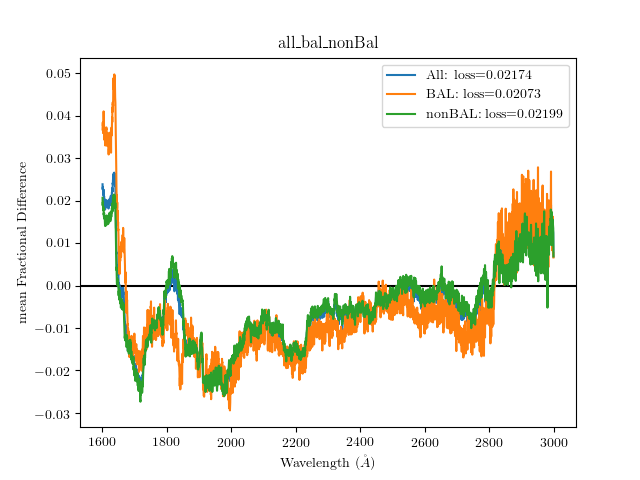 all_bal_nonBal
All: loss=0.02174
BAL: loss=0.02073
nonBAL: loss=0.02199
mean Fractional Difference
0.05
0.04
0.03
0.02
0.01
0.00
−0.01
−0.02
−0.03
1600 1800 2000 2200 2400 2600 2800 3000
Wavelength (Å)